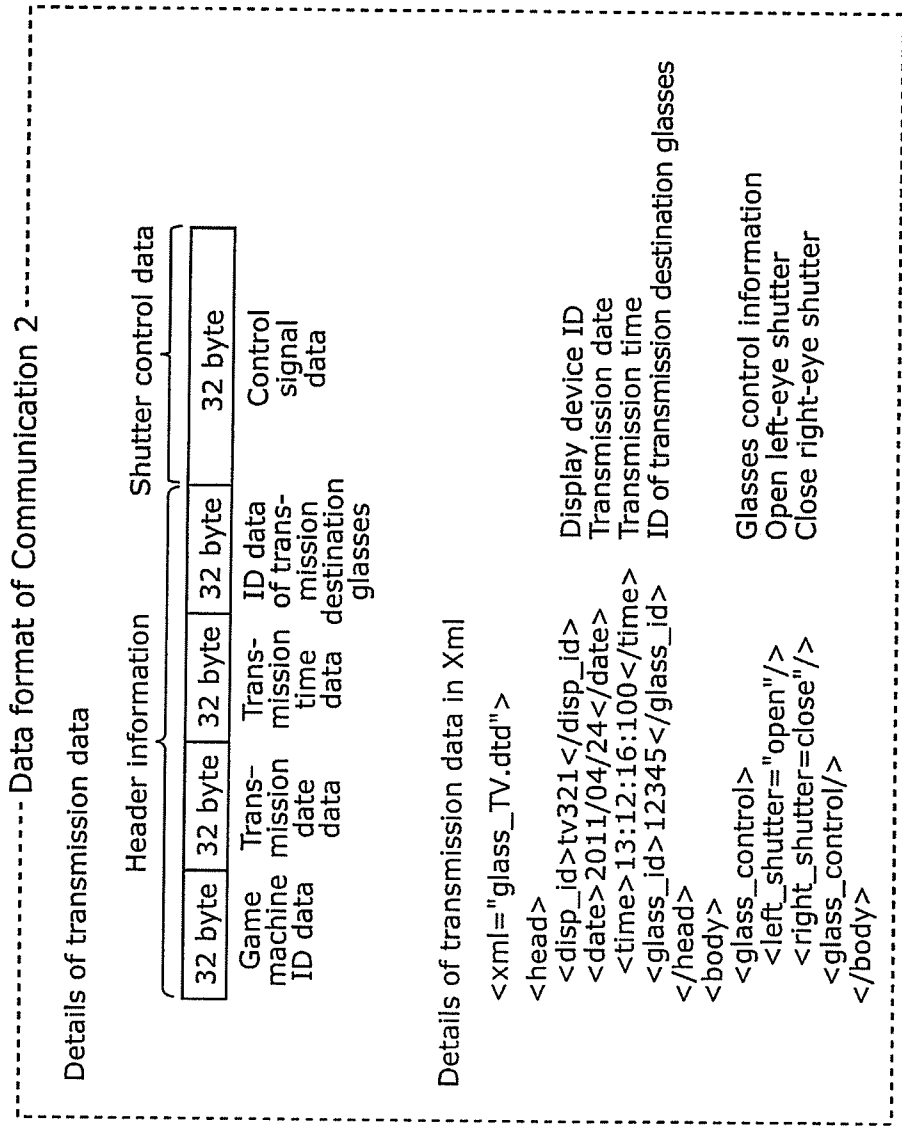 Data format of Communication 2
Details of transmission data
Header information
Shutter control data
32 byte 32 byte 32 byte 32 byte 32 byte
Game
machine
ID data
Trans-
mission
date
data
Trans-
mission
time
data
ID data
of trans-
mission
destination
glasses
Control
signal
data
Details of transmission data in Xml
<xml="glass_TV.dtd">
<head>
<disp_id>tv321</disp_id> Display device ID
<date>2011/04/24</date> Transmission date
<time>13:12:16:100</time> Transmission time
<glass_id>12345</glass_id> ID of transmission destination glasses
</head>
<body>
<glass_control> Glasses control information
<left_shutter="open"/> Open left-eye shutter
<right_shutter=close"/> Close right-eye shutter
<glass_control/>
</body>